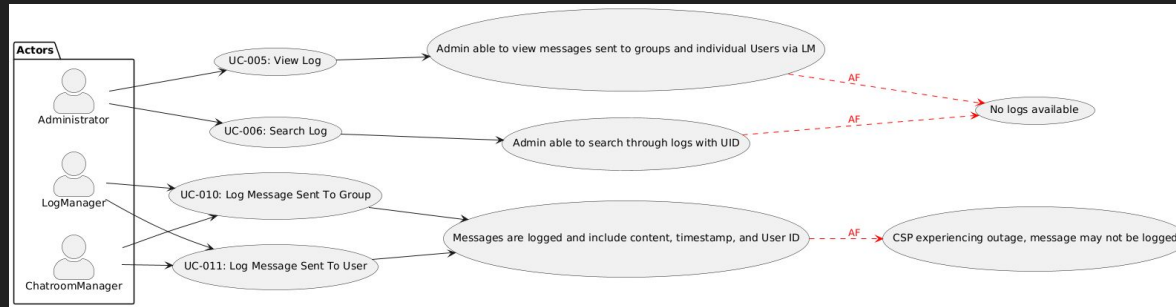 Actors
Administrator
LogManager
ChatroomManager
UC-005: View Log
UC-006: Search Log
UC-010: Log Message Sent To Group
UC-011: Log Message Sent To User
Admin able to view messages sent to groups and individual Users via LM
Admin able to search through logs with UID
Messages are logged and include content, timestamp, and User ID
AF
AF
AF
No logs available
CSP experiencing outage, message may not be logged